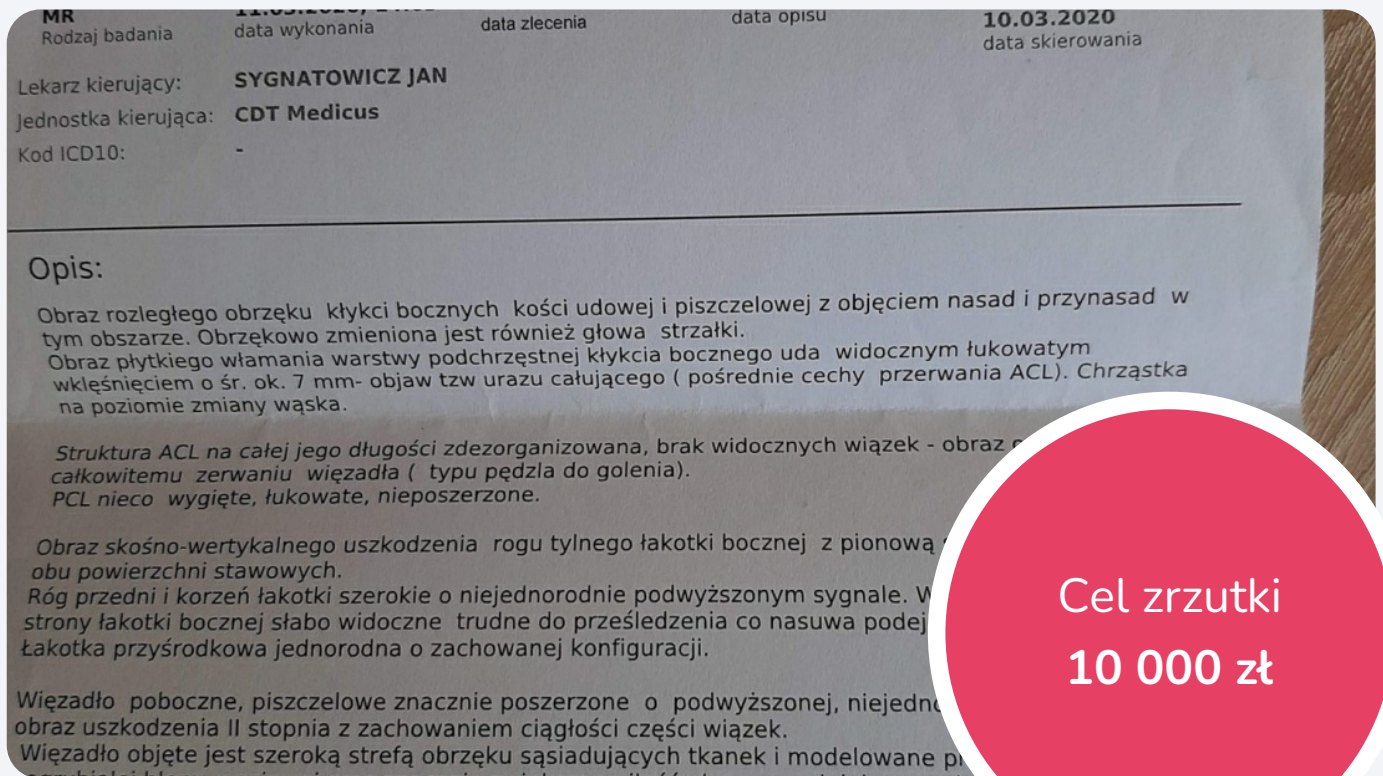 MR
Rodzaj badania
data wykonania
data zlecenia
data opisu
10.03.2020
data skierowania
Lekarz kierujący: SYGNATOWICZ JAN
Jednostka kierująca: CDT Medicus
Kod ICD10: -
Opis:
Obraz rozległego obrzęku kłykci bocznych kości udowej i piszczelowej z objęciem nasad i przynasad w
tym obszarze. Obrzękowo zmieniona jest również głowa strzałki.
Obraz płytkiego włamania warstwy podchrzęstnej kłykcia bocznego uda widocznym łukowatym
wklęśnięciem o śr. ok. 7 mm- objaw tzw urazu całującego ( pośrednie cechy przerwania ACL). Chrząstka
na poziomie zmiany wąska.
Struktura ACL na całej jego długości zdezorganizowana, brak widocznych wiązek - obraz
całkowitemu zerwaniu więzadła ( typu pędzla do golenia).
PCL nieco wygięte, łukowate, nieposzerzone.
Obraz skośno-wertykalnego uszkodzenia rogu tylnego łakotki bocznej z pionową
obu powierzchni stawowych.
Róg przedni i korzeń łakotki szerokie o niejednorodnie podwyższonym sygnale.
strony łakotki bocznej słabo widoczne trudne do prześledzenia co nasuwa
Łakotka przyśrodkowa jednorodna o zachowanej konfiguracji.
Więzadło poboczne, piszczelowe znacznie poszerzone o podwyższonej,
obraz uszkodzenia II stopnia z zachowaniem ciągłości części wiązek.
Więzadło objęte jest szeroką strefą obrzęku sąsiadujących tkanek i modelowane
Cel zrzutki
10 000 zł